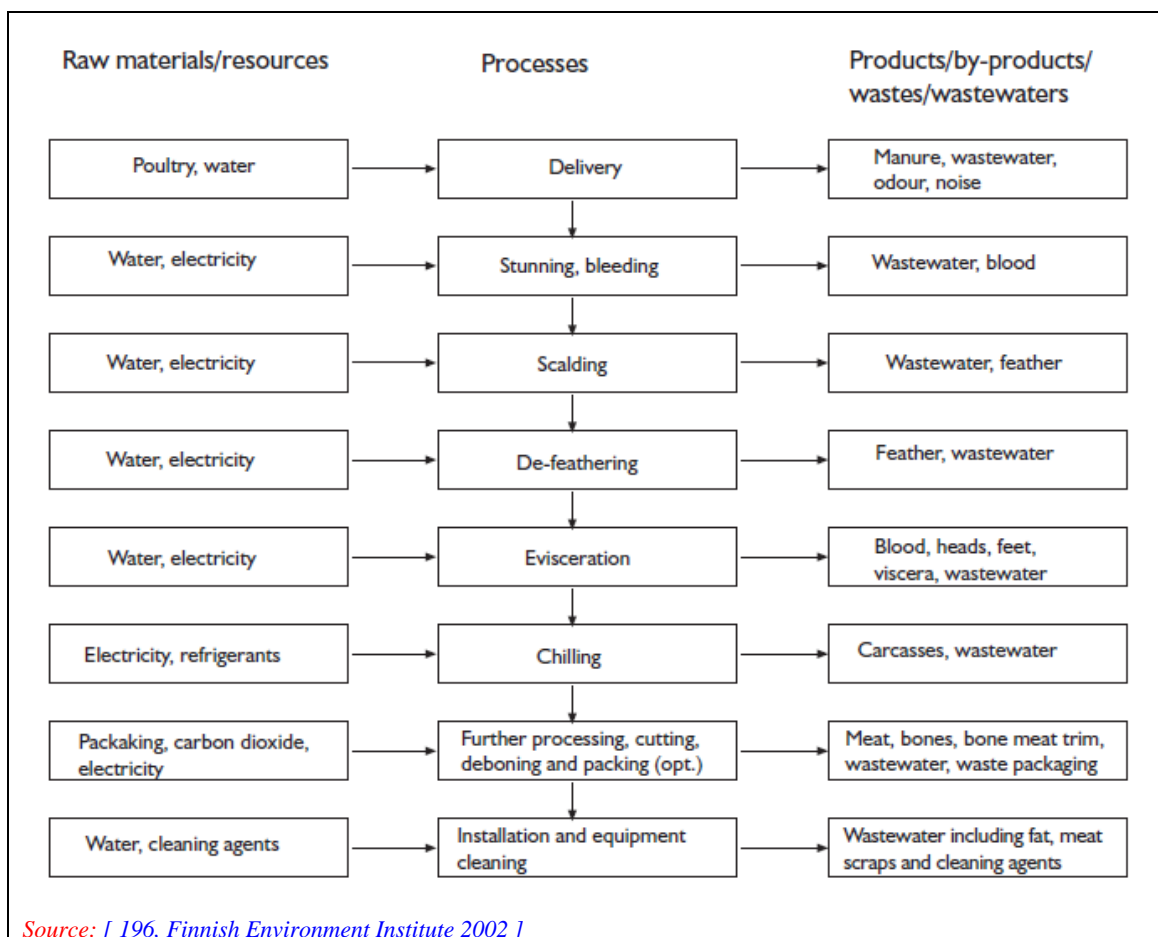 Raw materials/resources
Processes
Products/by-products/
wastes/wastewaters
Poultry, water
Delivery
Manure, wastewater,
odour, noise
Water, electricity
Stunning, bleeding
Wastewater, blood
Water, electricity
Scalding
Wastewater, feather
Water, electricity
De-feathering
Feather, wastewater
Water, electricity
Evisceration
Blood, heads, feet,
viscera, wastewater
Electricity, refrigerants
Chilling
Carcasses, wastewater
Packaking, carbon dioxide,
electricity
Further processing, cutting,
deboning and packing (opt.)
Meat, bones, bone meat trim,
wastewater, waste packaging
Water, cleaning agents
Installation and equipment
cleaning
Wastewater including fat, meat
scraps and cleaning agents
Source: [ 196, Finnish Environment Institute 2002 ]